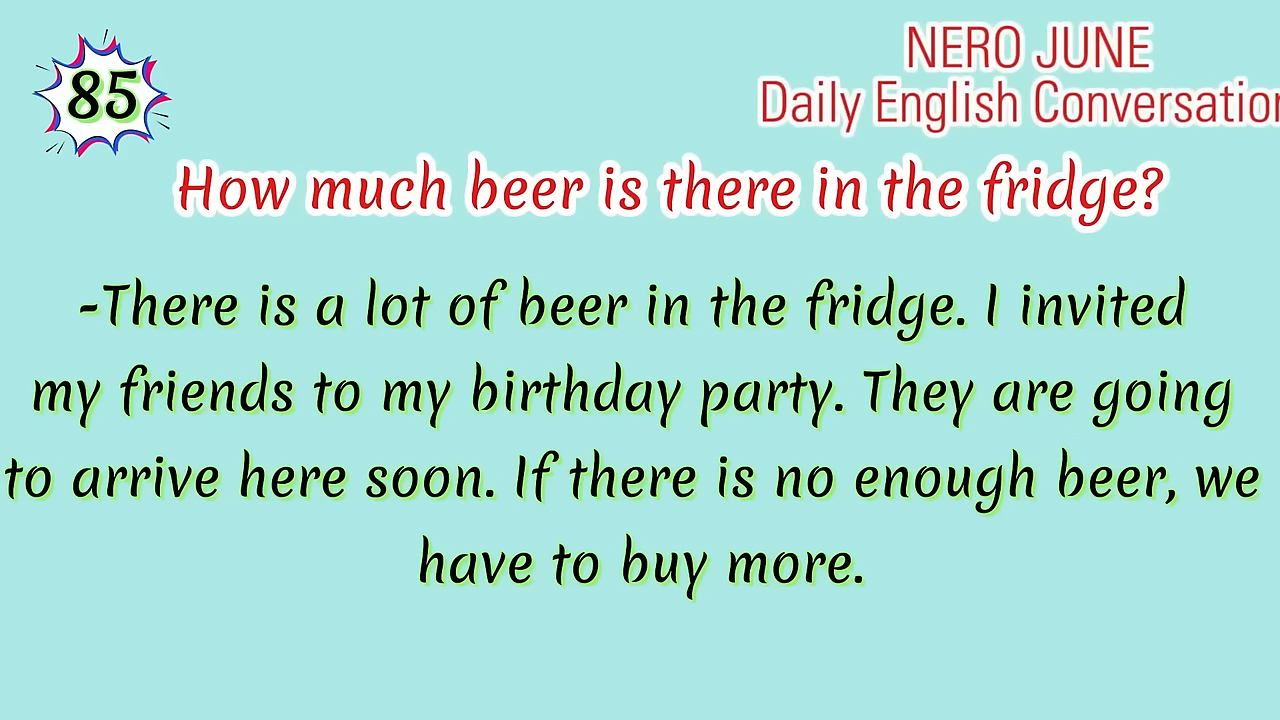 85
NERO JUNE
Daily English Conversation
How much beer is there in the fridge?
-There is a lot of beer in the fridge. I invited
my friends to my birthday party. They are going
to arrive here soon. If there is no enough beer, we
have to buy more.